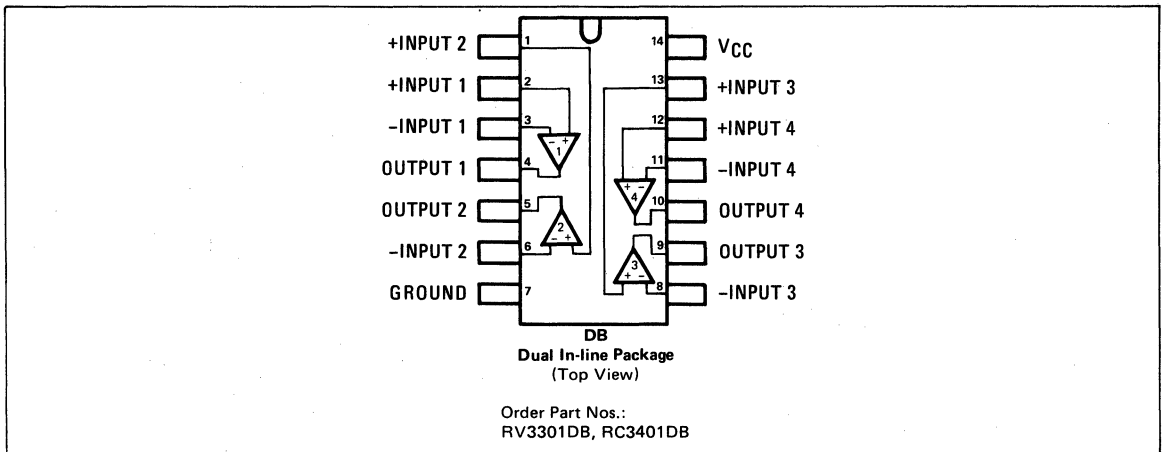 +INPUT 2 1 14 VCC
+INPUT 1 2 13 +INPUT 3
-INPUT 1 3 12 +INPUT 4
- + 1
OUTPUT 1 4 11 -INPUT 4
+ - 4
OUTPUT 2 5 10 OUTPUT 4
2 - +
-INPUT 2 6 9 OUTPUT 3
3 + -
GROUND 7 8 -INPUT 3
DB
Dual In-line Package
(Top View)
Order Part Nos.:
RV3301DB, RC3401DB